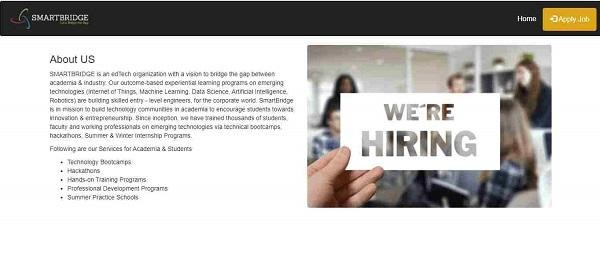 SMARTBRIDGE
Home
Apply Job
About US
SMARTBRIDGE is an edTech organization with a vision to bridge the gap between
academia & industry. Our outcome-based experiential learning programs on emerging
technologies (Internet of Things, Machine Learning, Data Science, Artificial Intelligence,
Robotics) are building skilled entry - level engineers, for the corporate world. SmartBridge
is in mission to build technology communities in academia to encourage students towards
innovation & entrepreneurship. Since inception, we have trained thousands of students,
faculty and working professionals on emerging technologies via technical bootcamps,
hackathons, Summer & Winter Internship Programs.
Following are our Services for Academia & Students
Technology Bootcamps
Hackathons
Hands-on Training Programs
Professional Development Programs
Summer Practice Schools
WE'RE
HIRING